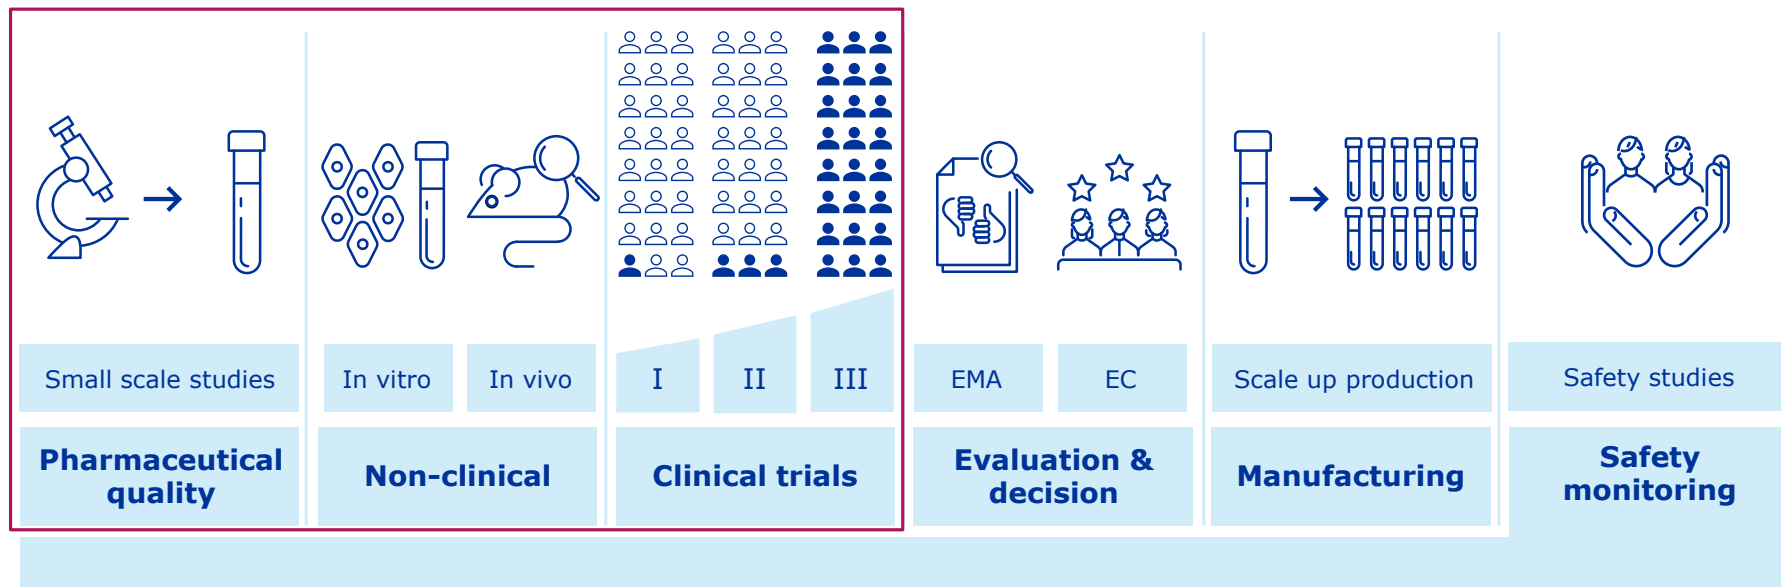 Small scale studies
In vitro
In vivo
I
II
III
EMA
EC
Scale up production
Safety studies
Pharmaceutical
quality
Non-clinical
Clinical trials
Evaluation &
decision
Manufacturing
Safety
monitoring